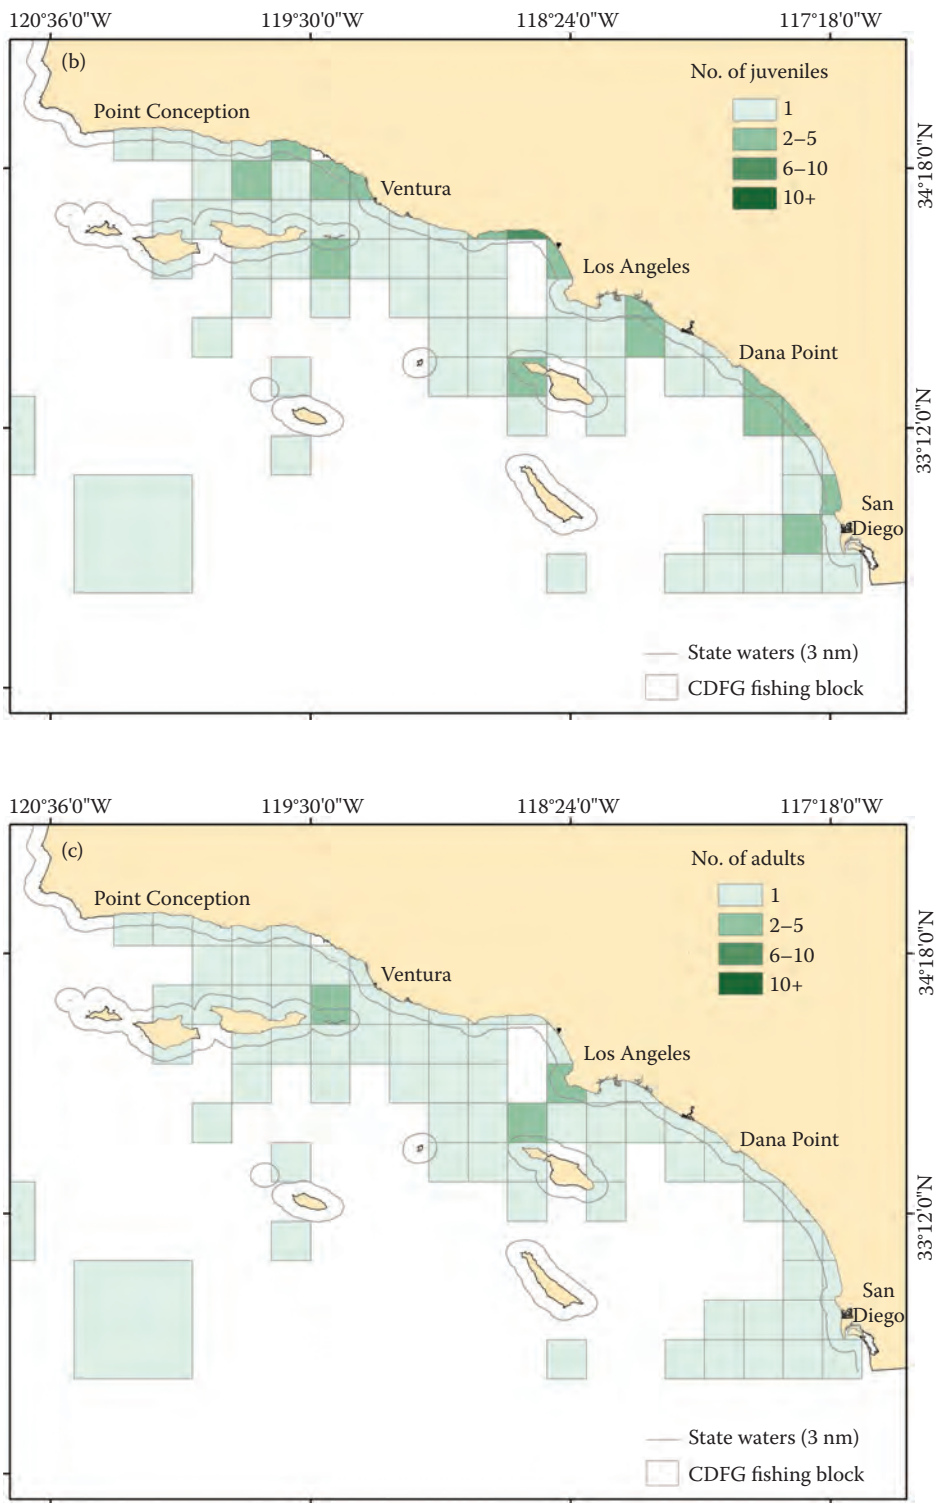 120°36'0"W 119°30'0"W 118°24'0"W 117°18'0"W
(b)
No. of juveniles
1
2–5
6–10
10+
Point Conception
34°18'0"N
Ventura
Los Angeles
Dana Point
33°12'0"N
San
Diego
State waters (3 nm)
CDFG fishing block
120°36'0"W 119°30'0"W 118°24'0"W 117°18'0"W
(c)
No. of adults
1
2–5
6–10
10+
Point Conception
34°18'0"N
Ventura
Los Angeles
Dana Point
33°12'0"N
San
Diego
State waters (3 nm)
CDFG fishing block